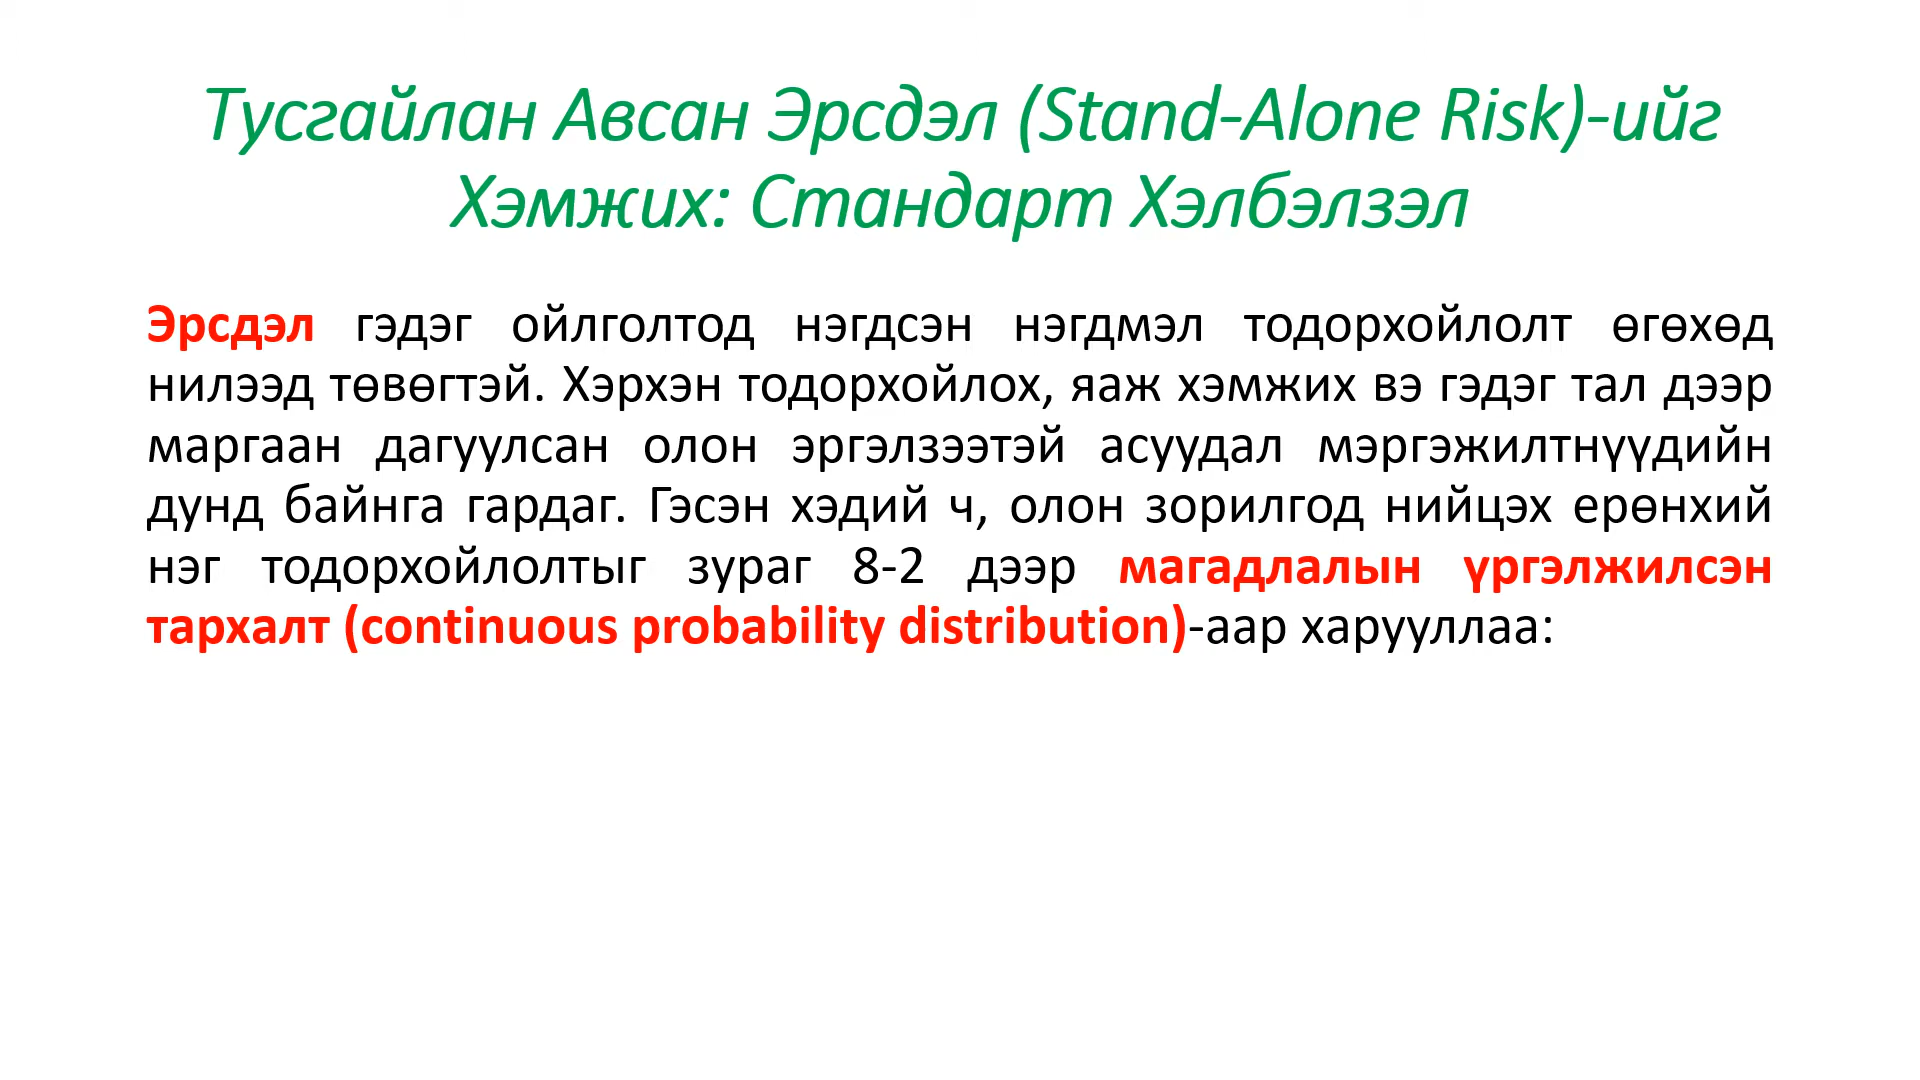 Тусгайлан Авсан Эрсдэл (Stand-Alone Risk)-ийг
Хэмжих: Стандарт Хэлбэлзэл
Эрсдэл гэдэг ойлголтод нэгдсэн нэгдмэл тодорхойлолт өгөхөд
нилээд төвөгтэй. Хэрхэн тодорхойлох, яаж хэмжих вэ гэдэг тал дээр
маргаан дагуулсан олон эргэлзээтэй асуудал мэргэжилтнүүдийн
дунд байнга гардаг. Гэсэн хэдий ч, олон зорилгод нийцэх ерөнхий
нэг тодорхойлолтыг зураг 8-2 дээр магадлалын үргэлжилсэн
тархалт (continuous probability distribution)-аар харууллаа: